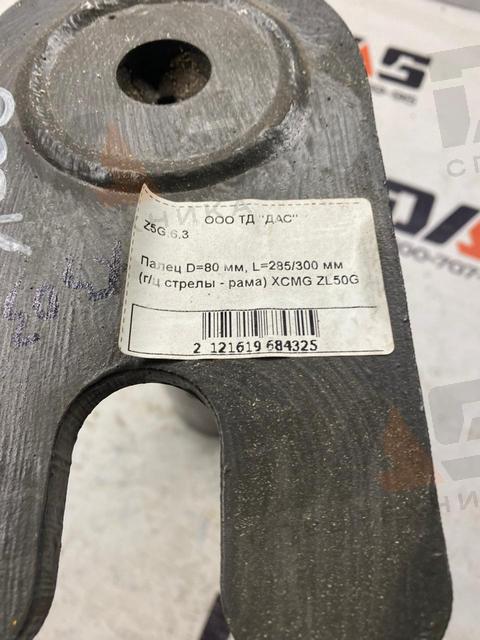 ООО ТД "ДАС"
Z5G.6.3
Палец D=80 мм, L=285/300 мм
(г/ц стрелы - рама) XCMG ZL50G
2 121619 684325